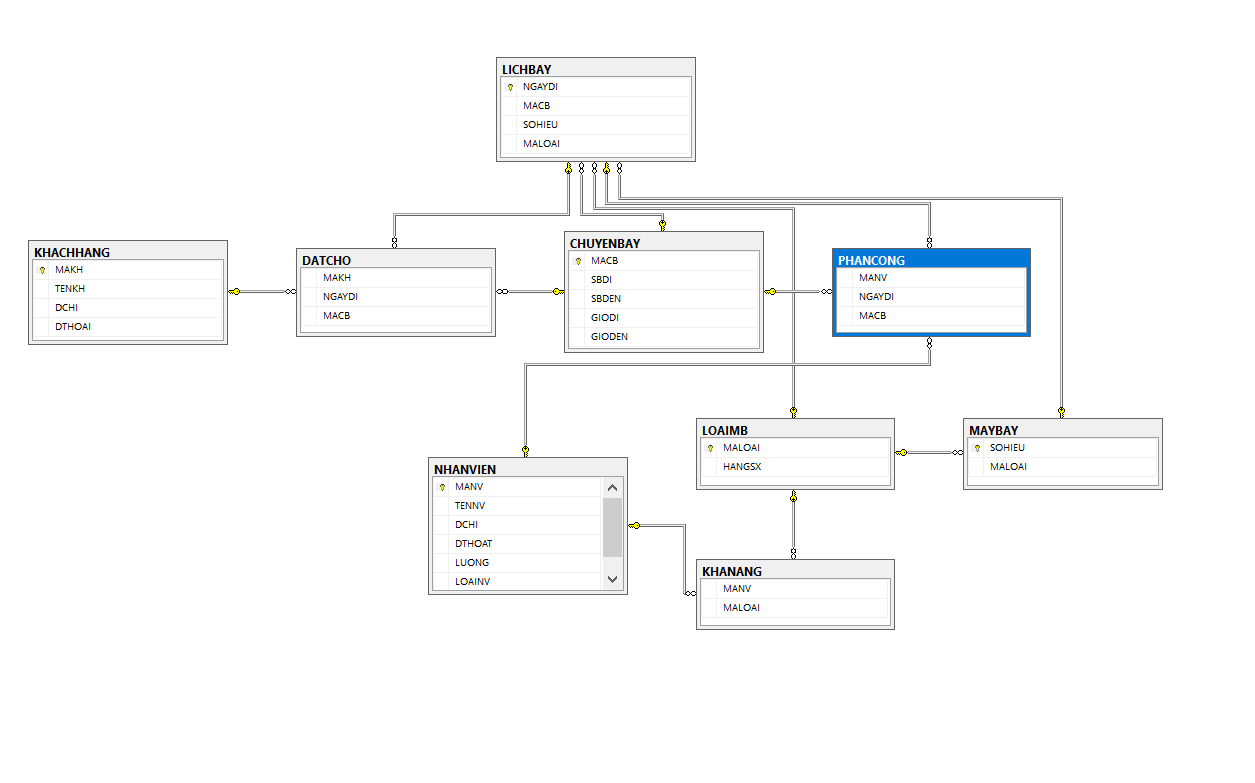 LICHBAY
NGAYDI
MACB
SOHIEU
MALOAI
KHACHHANG
MAKH
TENKH
DCHI
DTHOAI
DATCHO
MAKH
NGAYDI
MACB
CHUYENBAY
MACB
SBDI
SBDEN
GIODI
GIODEN
PHANCONG
MANV
NGAYDI
MACB
NHANVIEN
MANV
TENNV
DCHI
DTHOAT
LUONG
LOAINV
LOAIMB
MALOAI
HANGSX
MAYBAY
SOHIEU
MALOAI
KHANANG
MANV
MALOAI